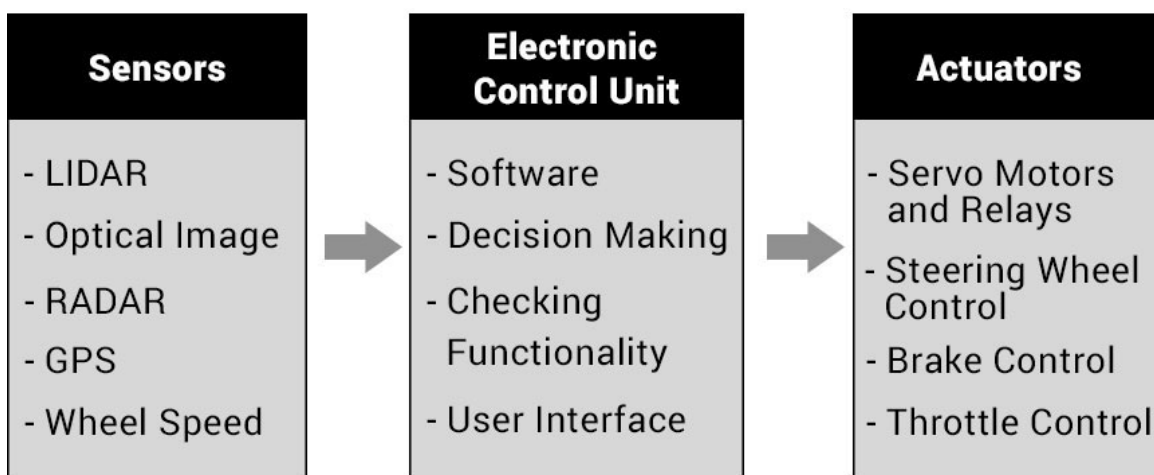 Sensors
- LIDAR
- Optical Image
- RADAR
- GPS
- Wheel Speed
Electronic
Control Unit
- Software
- Decision Making
- Checking
Functionality
- User Interface
Actuators
- Servo Motors
and Relays
- Steering Wheel
Control
- Brake Control
- Throttle Control